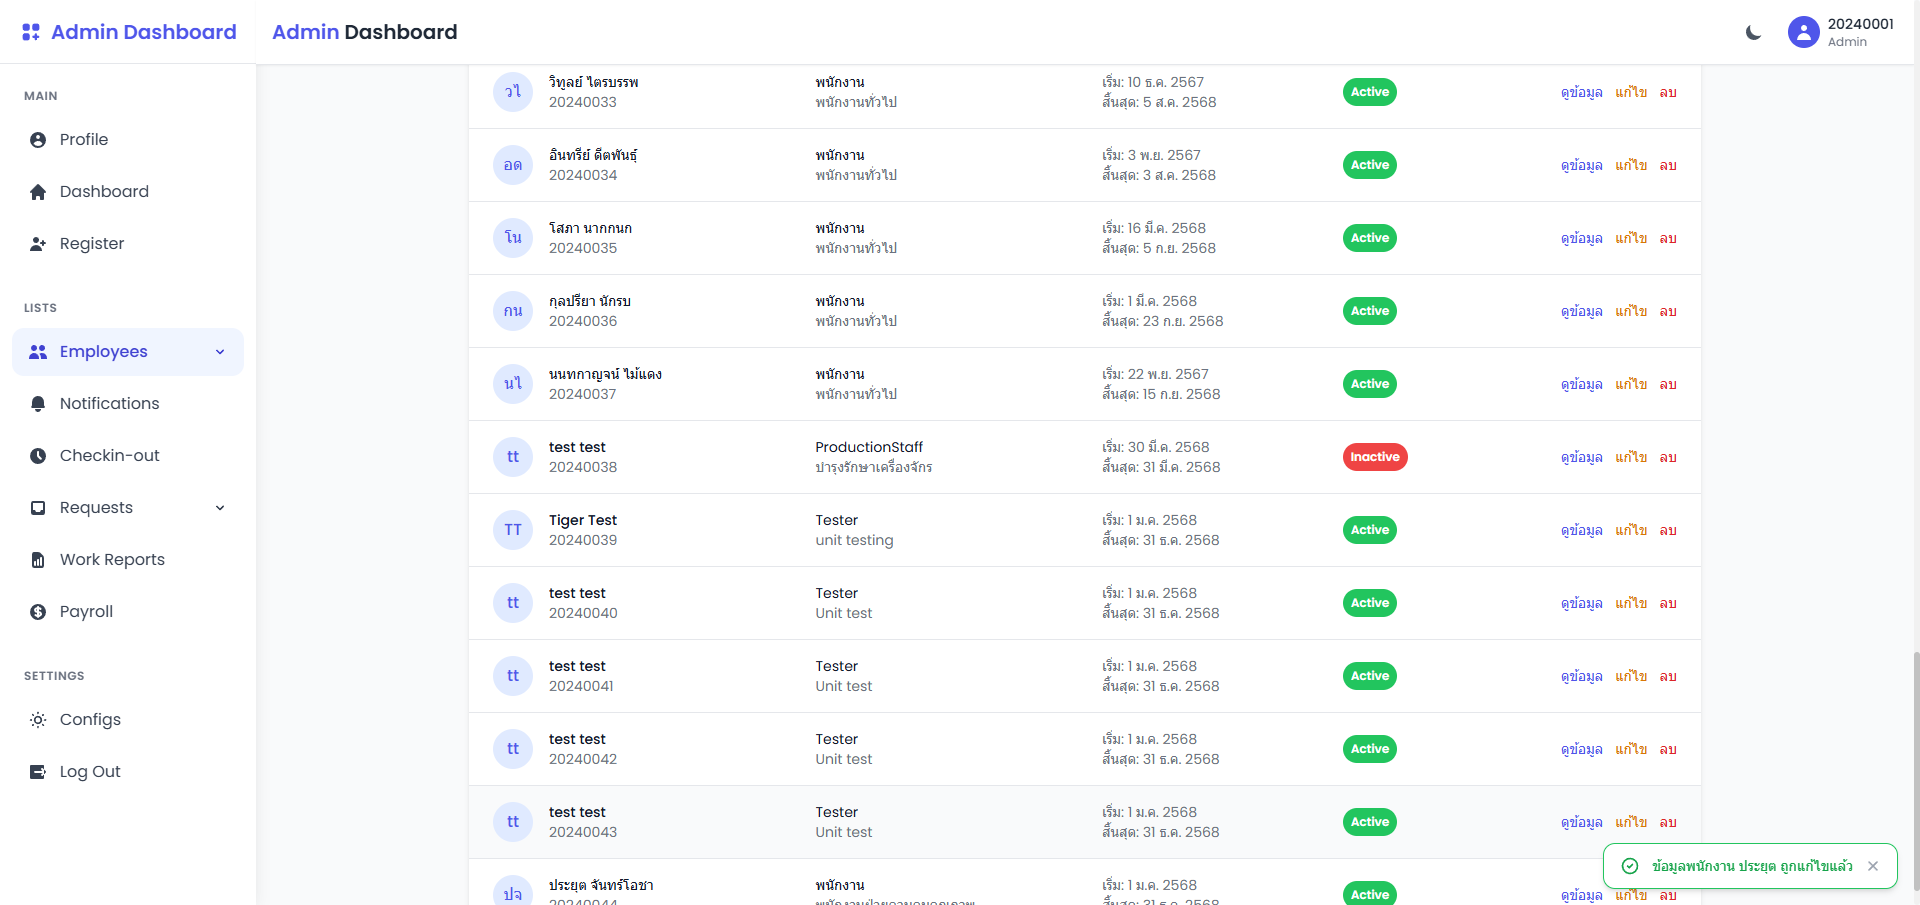 Admin Dashboard
Admin Dashboard
20240001
Admin
MAIN
Profile
Dashboard
Register
LISTS
Employees
Notifications
Checkin-out
Requests
Work Reports
Payroll
SETTINGS
Configs
Log Out
วไ วิทูลย์ ไตรบรรพ พนักงาน เริ่ม: 10 ธ.ค. 2567 Active ดูข้อมูล แก้ไข ลบ
20240033 พนักงานทั่วไป สิ้นสุด: 5 ส.ค. 2568
อด อินทรีย์ ดีตพันธุ์ พนักงาน เริ่ม: 3 พ.ย. 2567 Active ดูข้อมูล แก้ไข ลบ
20240034 พนักงานทั่วไป สิ้นสุด: 3 ส.ค. 2568
โน โสภา นากกนก พนักงาน เริ่ม: 16 มี.ค. 2568 Active ดูข้อมูล แก้ไข ลบ
20240035 พนักงานทั่วไป สิ้นสุด: 5 ก.ย. 2568
กน กุลปรียา นักรบ พนักงาน เริ่ม: 1 มี.ค. 2568 Active ดูข้อมูล แก้ไข ลบ
20240036 พนักงานทั่วไป สิ้นสุด: 23 ก.ย. 2568
นไ นนทกาญจน์ ไม้แดง พนักงาน เริ่ม: 22 พ.ย. 2567 Active ดูข้อมูล แก้ไข ลบ
20240037 พนักงานทั่วไป สิ้นสุด: 15 ก.ย. 2568
tt test test ProductionStaff เริ่ม: 30 มี.ค. 2568 Inactive ดูข้อมูล แก้ไข ลบ
20240038 บำรุงรักษาเครื่องจักร สิ้นสุด: 31 มี.ค. 2568
TT Tiger Test Tester เริ่ม: 1 ม.ค. 2568 Active ดูข้อมูล แก้ไข ลบ
20240039 unit testing สิ้นสุด: 31 ธ.ค. 2568
tt test test Tester เริ่ม: 1 ม.ค. 2568 Active ดูข้อมูล แก้ไข ลบ
20240040 Unit test สิ้นสุด: 31 ธ.ค. 2568
tt test test Tester เริ่ม: 1 ม.ค. 2568 Active ดูข้อมูล แก้ไข ลบ
20240041 Unit test สิ้นสุด: 31 ธ.ค. 2568
tt test test Tester เริ่ม: 1 ม.ค. 2568 Active ดูข้อมูล แก้ไข ลบ
20240042 Unit test สิ้นสุด: 31 ธ.ค. 2568
tt test test Tester เริ่ม: 1 ม.ค. 2568 Active ดูข้อมูล แก้ไข ลบ
20240043 Unit test สิ้นสุด: 31 ธ.ค. 2568
ปจ ประยุต จันทร์โอชา พนักงาน เริ่ม: 1 ม.ค. 2568 Active ดูข้อมูล แก้ไข ลบ
20240044 สิ้นสุด: 31 ธ.ค. 2568
ข้อมูลพนักงาน ประยุต ถูกแก้ไขแล้ว